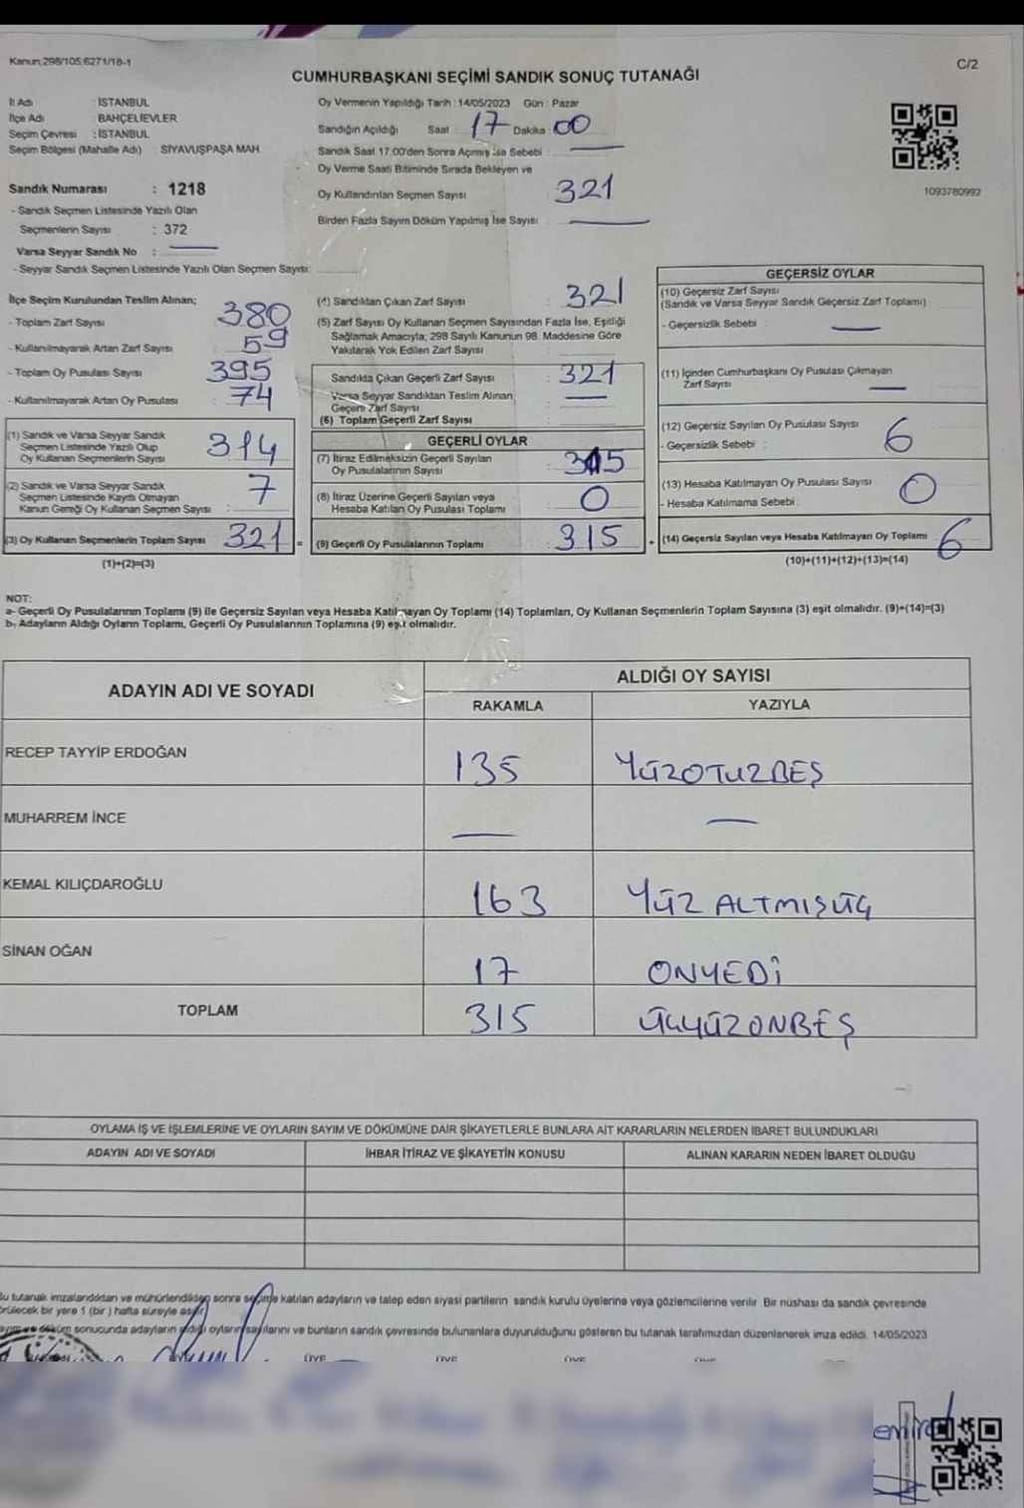 Kanun:298/105;6271/18-1
C/2
CUMHURBAŞKANI SEÇİMİ SANDIK SONUÇ TUTANAĞI
İl Adı : İSTANBUL
İlçe Adı : BAHÇELİEVLER
Seçim Çevresi : İSTANBUL
Seçim Bölgesi (Mahalle Adı) : SİYAVUŞPAŞA MAH.
Sandık Numarası : 1218
- Sandık Seçmen Listesinde Yazılı Olan
Seçmenlerin Sayısı : 372
Varsa Seyyar Sandık No : —
- Seyyar Sandık Seçmen Listesinde Yazılı Olan Seçmen Sayısı:
Oy Vermenin Yapıldığı Tarih : 14/05/2023 Gün : Pazar
Sandığın Açıldığı Saat : 17 Dakika : 00
Sandık Saat 17:00'den Sonra Açımış İse Sebebi : —
Oy Verme Saati Bitiminde Sırada Bekleyen ve
Oy Kullandırılan Seçmen Sayısı : 321
Birden Fazla Sayım Döküm Yapılmış İse Sayısı : —
1093780992
İlçe Seçim Kurulundan Teslim Alınan;
- Toplam Zarf Sayısı : 380
- Kullanılmayarak Artan Zarf Sayısı : 59
- Toplam Oy Pusulası Sayısı : 395
- Kullanılmayarak Artan Oy Pusulası : 74
(1) Sandık ve Varsa Seyyar Sandık
Seçmen Listesinde Yazılı Olup
Oy Kullanan Seçmenlerin Sayısı : 314
(2) Sandık ve Varsa Seyyar Sandık
Seçmen Listesinde Kayıtlı Olmayan
Kanun Gereği Oy Kullanan Seçmen Sayısı : 7
(3) Oy Kullanan Seçmenlerin Toplam Sayısı : 321 =
(1)+(2)=(3)
(4) Sandıktan Çıkan Zarf Sayısı : 321
(5) Zarf Sayısı Oy Kullanan Seçmen Sayısından Fazla İse, Eşitliği
Sağlamak Amacıyla, 298 Sayılı Kanunun 98. Maddesine Göre
Yakılarak Yok Edilen Zarf Sayısı :
Sandıkta Çıkan Geçerli Zarf Sayısı : 321
Varsa Seyyar Sandıktan Teslim Alınan
Geçerli Zarf Sayısı : —
(6) Toplam Geçerli Zarf Sayısı
GEÇERLİ OYLAR
(7) İtiraz Edilmeksizin Geçerli Sayılan
Oy Pusulalarının Sayısı : 315
(8) İtiraz Üzerine Geçerli Sayılan veya
Hesaba Katılan Oy Pusulası Toplamı : 0
(9) Geçerli Oy Pusulalarının Toplamı : 315 +
GEÇERSİZ OYLAR
(10) Geçersiz Zarf Sayısı
(Sandık ve Varsa Seyyar Sandık Geçersiz Zarf Toplamı) :
- Geçersizlik Sebebi : —
(11) İçinden Cumhurbaşkanı Oy Pusulası Çıkmayan
Zarf Sayısı : —
(12) Geçersiz Sayılan Oy Pusulası Sayısı : 6
- Geçersizlik Sebebi :
(13) Hesaba Katılmayan Oy Pusulası Sayısı : 0
- Hesaba Katılmama Sebebi :
(14) Geçersiz Sayılan veya Hesaba Katılmayan Oy Toplamı : 6
(10)+(11)+(12)+(13)=(14)
NOT:
a- Geçerli Oy Pusulalarının Toplamı (9) ile Geçersiz Sayılan veya Hesaba Katılmayan Oy Toplamı (14) Toplamları, Oy Kullanan Seçmenlerin Toplam Sayısına (3) eşit olmalıdır. (9)+(14)=(3)
b- Adayların Aldığı Oyların Toplamı, Geçerli Oy Pusulalarının Toplamına (9) eşit olmalıdır.
ADAYIN ADI VE SOYADI
ALDIĞI OY SAYISI
RAKAMLA YAZIYLA
RECEP TAYYİP ERDOĞAN 135 YÜZOTUZBEŞ
MUHARREM İNCE — —
KEMAL KILIÇDAROĞLU 163 YÜZ ALTMIŞÜÇ
SİNAN OĞAN 17 ONYEDİ
TOPLAM 315 ÜÇYÜZONBEŞ
OYLAMA İŞ VE İŞLEMLERİNE VE OYLARIN SAYIM VE DÖKÜMÜNE DAİR ŞİKAYETLERLE BUNLARA AİT KARARLARIN NELERDEN İBARET BULUNDUKLARI
ADAYIN ADI VE SOYADI İHBAR İTİRAZ VE ŞİKAYETİN KONUSU ALINAN KARARIN NEDEN İBARET OLDUĞU
Bu tutanak imzalandıktan ve mühürlendikten sonra seçime katılan adayların ve talep eden siyasi partilerin sandık kurulu üyelerine veya gözlemcilerine verilir. Bir nüshası da sandık çevresinde
görülecek bir yere 1 (bir) hafta süreyle asılır.
Sayım ve döküm sonucunda adayların aldığı oyların sayılarını ve bunların sandık çevresinde bulunanlara duyurulduğunu gösteren bu tutanak tarafımızdan düzenlenerek imza edildi. 14/05/2023
ÜYE ÜYE ÜYE ÜYE